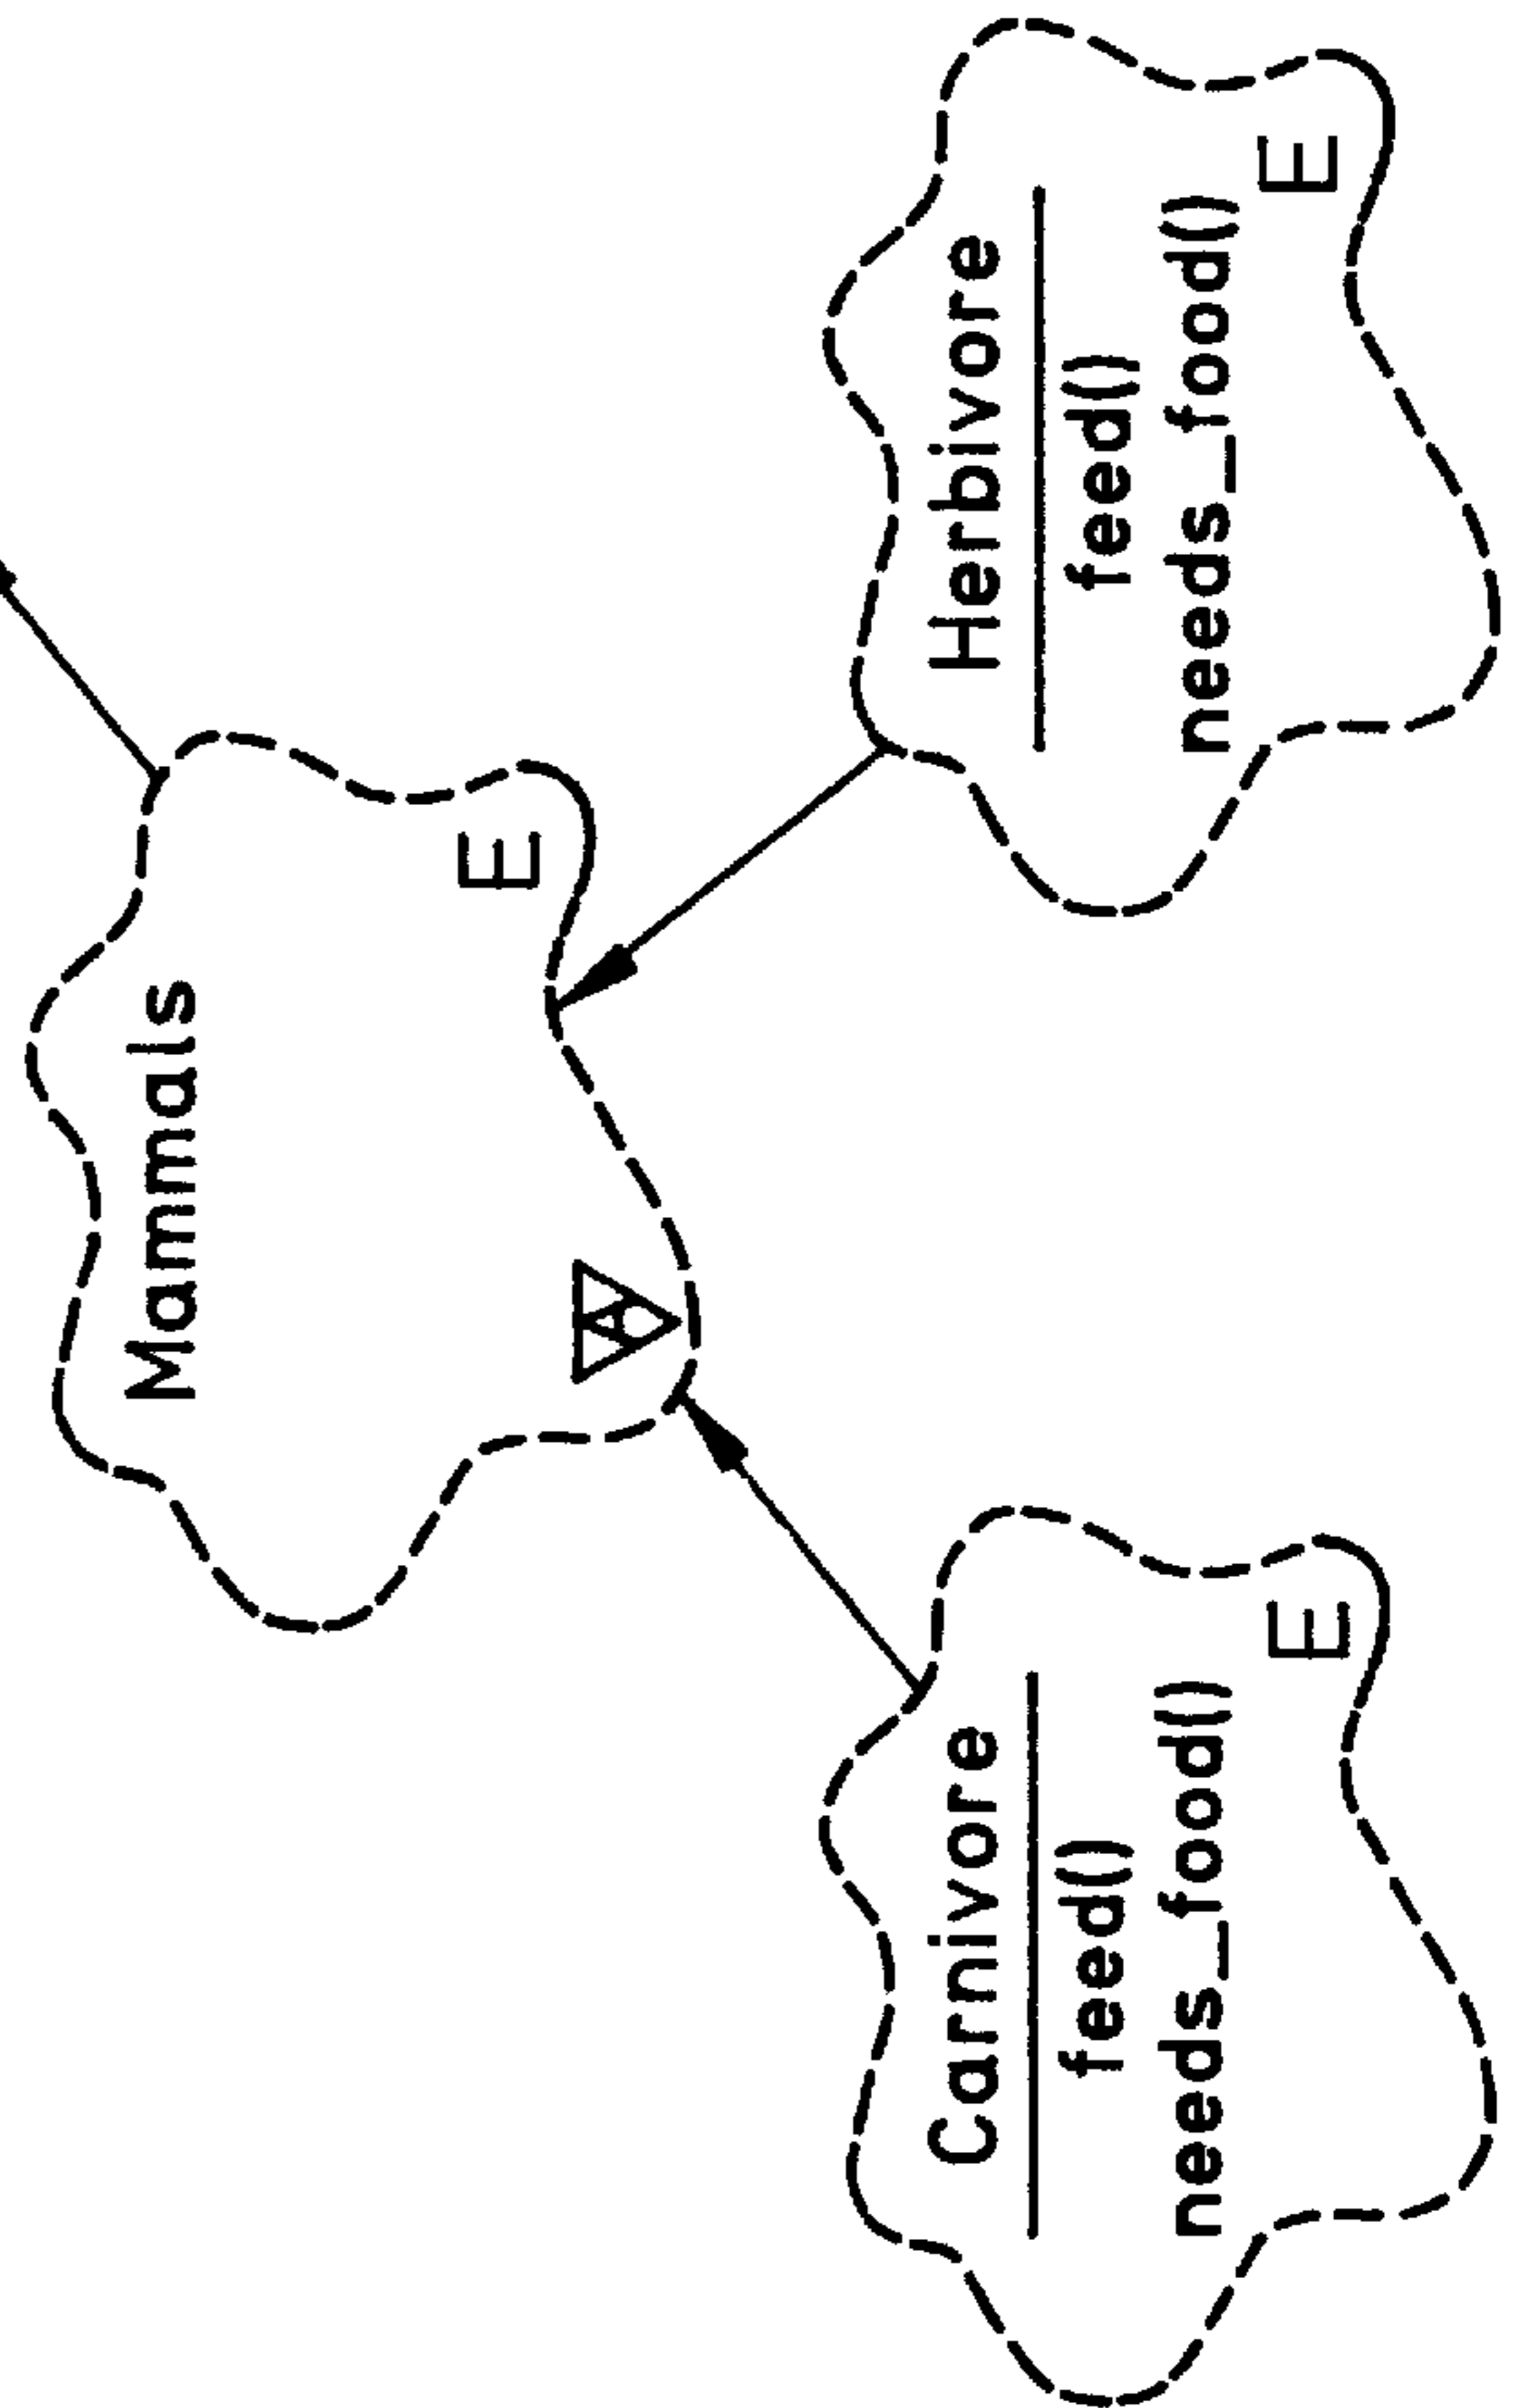 Mammals
E
A
Carnivore
feed()
needs_food()
E
Herbivore
feed()
needs_food()
E